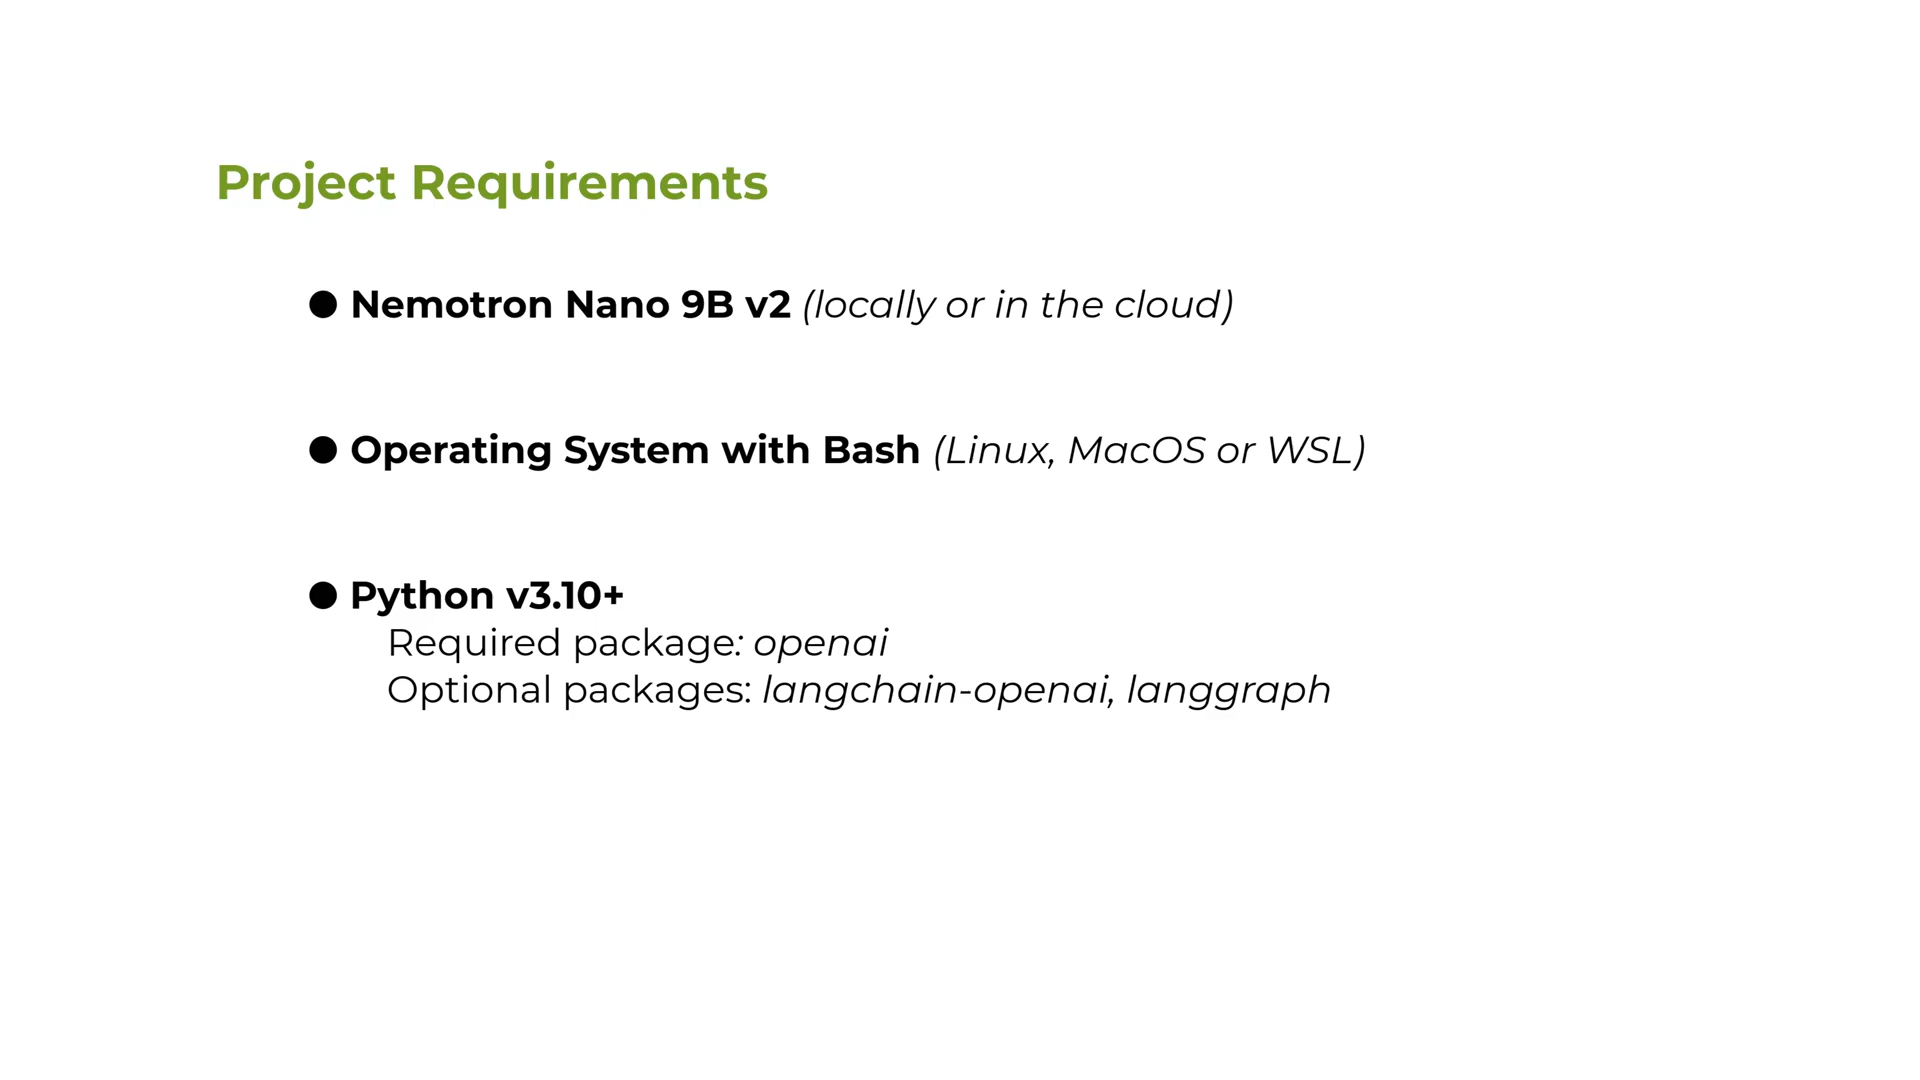 Project Requirements
● Nemotron Nano 9B v2 (locally or in the cloud)
● Operating System with Bash (Linux, MacOS or WSL)
● Python v3.10+
Required package: openai
Optional packages: langchain-openai, langgraph